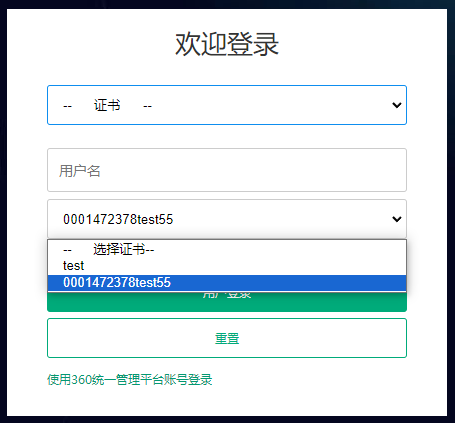 欢迎登录
-- 证书 --
用户名
0001472378test55
-- 选择证书--
test
0001472378test55
用户登录
重置
使用360统一管理平台账号登录